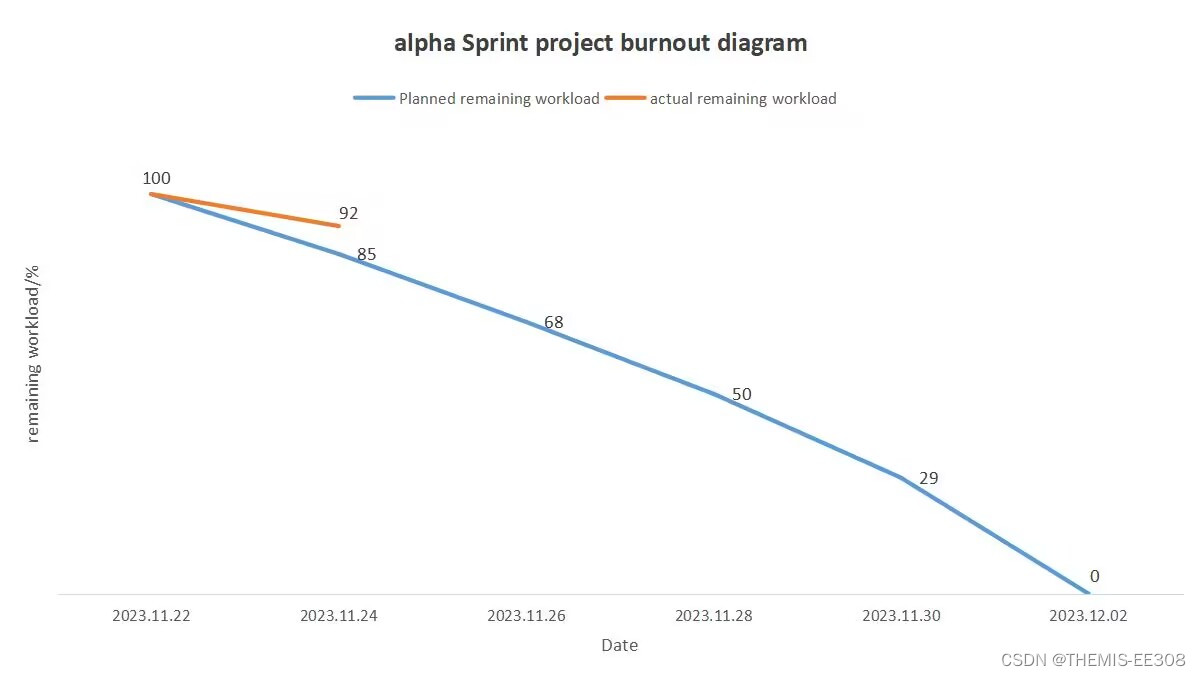 alpha Sprint project burnout diagram
Planned remaining workload actual remaining workload
100
92
85
68
50
29
0
remaining workload/%
2023.11.22 2023.11.24 2023.11.26 2023.11.28 2023.11.30 2023.12.02
Date
CSDN @THEMIS-EE308